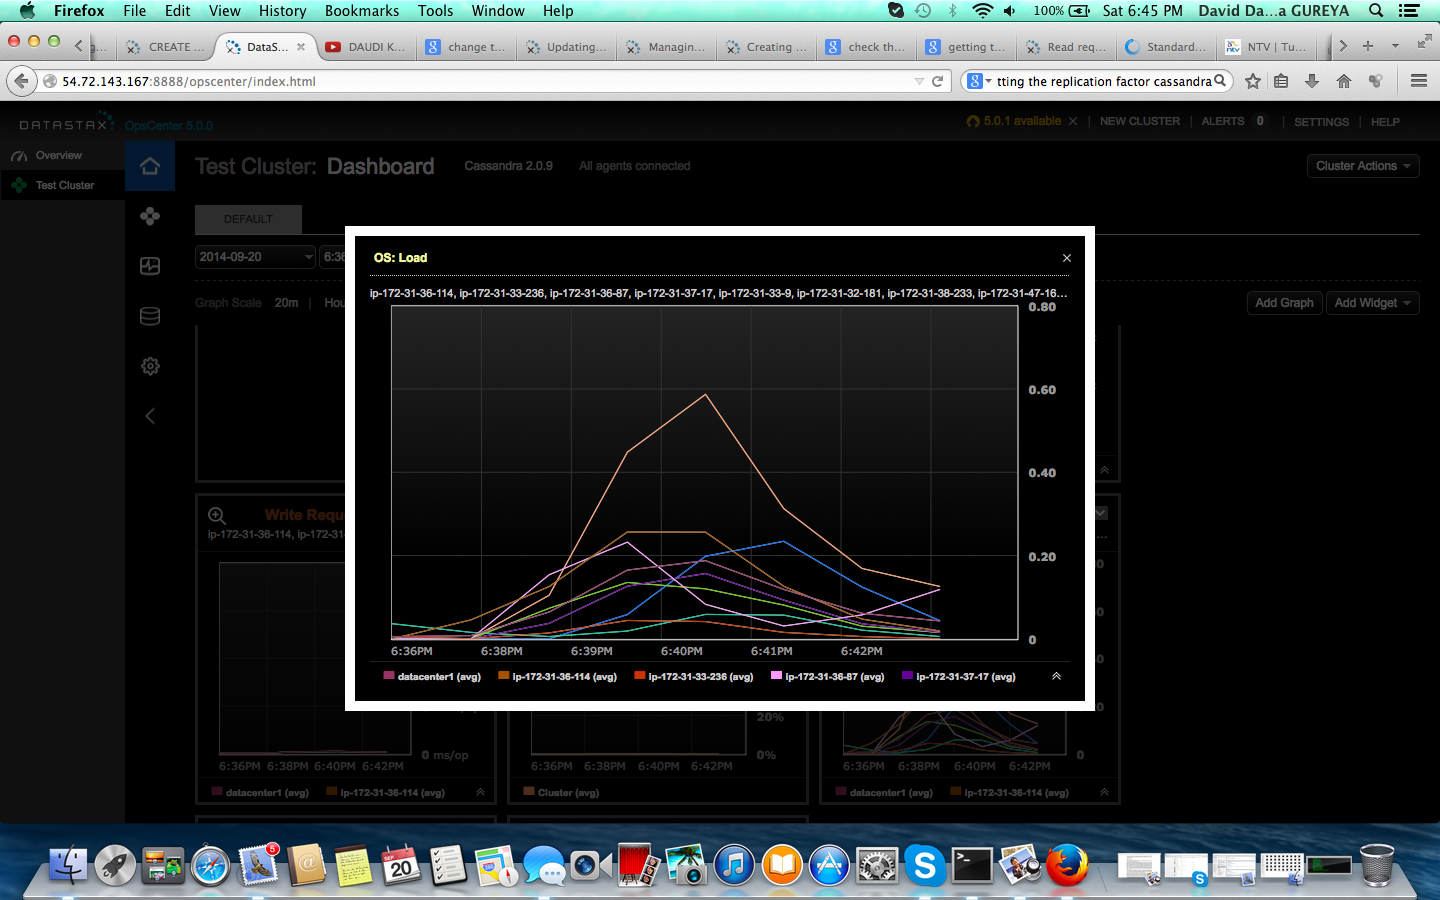 Firefox File Edit View History Bookmarks Tools Window Help 100% Sat 6:45 PM David Da...a GUREYA
g... CREATE ... DataS... DAUDI K... change t... Updating... Managin... Creating ... check th... getting t... Read req... Standard... NTV | Tu...
54.72.143.167:8888/opscenter/index.html tting the replication factor cassandra
DATASTAX OpsCenter 5.0.0 5.0.1 available × | NEW CLUSTER | ALERTS 0 | SETTINGS | HELP
Overview
Test Cluster
Test Cluster: Dashboard Cassandra 2.0.9 All agents connected Cluster Actions
DEFAULT
2014-09-20 6:36
Graph Scale 20m | Hou Add Graph Add Widget
OS: Load ×
ip-172-31-36-114, ip-172-31-33-236, ip-172-31-36-87, ip-172-31-37-17, ip-172-31-33-9, ip-172-31-32-181, ip-172-31-38-233, ip-172-31-47-16...
0.80
0.60
0.40
0.20
0
6:36PM 6:38PM 6:39PM 6:40PM 6:41PM 6:42PM
datacenter1 (avg) ip-172-31-36-114 (avg) ip-172-31-33-236 (avg) ip-172-31-36-87 (avg) ip-172-31-37-17 (avg)
Write Requ
ip-172-31-36-114, ip-172-31
0 ms/op
6:36PM 6:38PM 6:40PM 6:42PM
datacenter1 (avg) ip-172-31-36-114 (avg)
20%
0%
6:36PM 6:38PM 6:40PM 6:42PM
Cluster (avg)
0
6:36PM 6:38PM 6:40PM 6:42PM
datacenter1 (avg) ip-172-31-36-114 (avg)
5
SEP
20